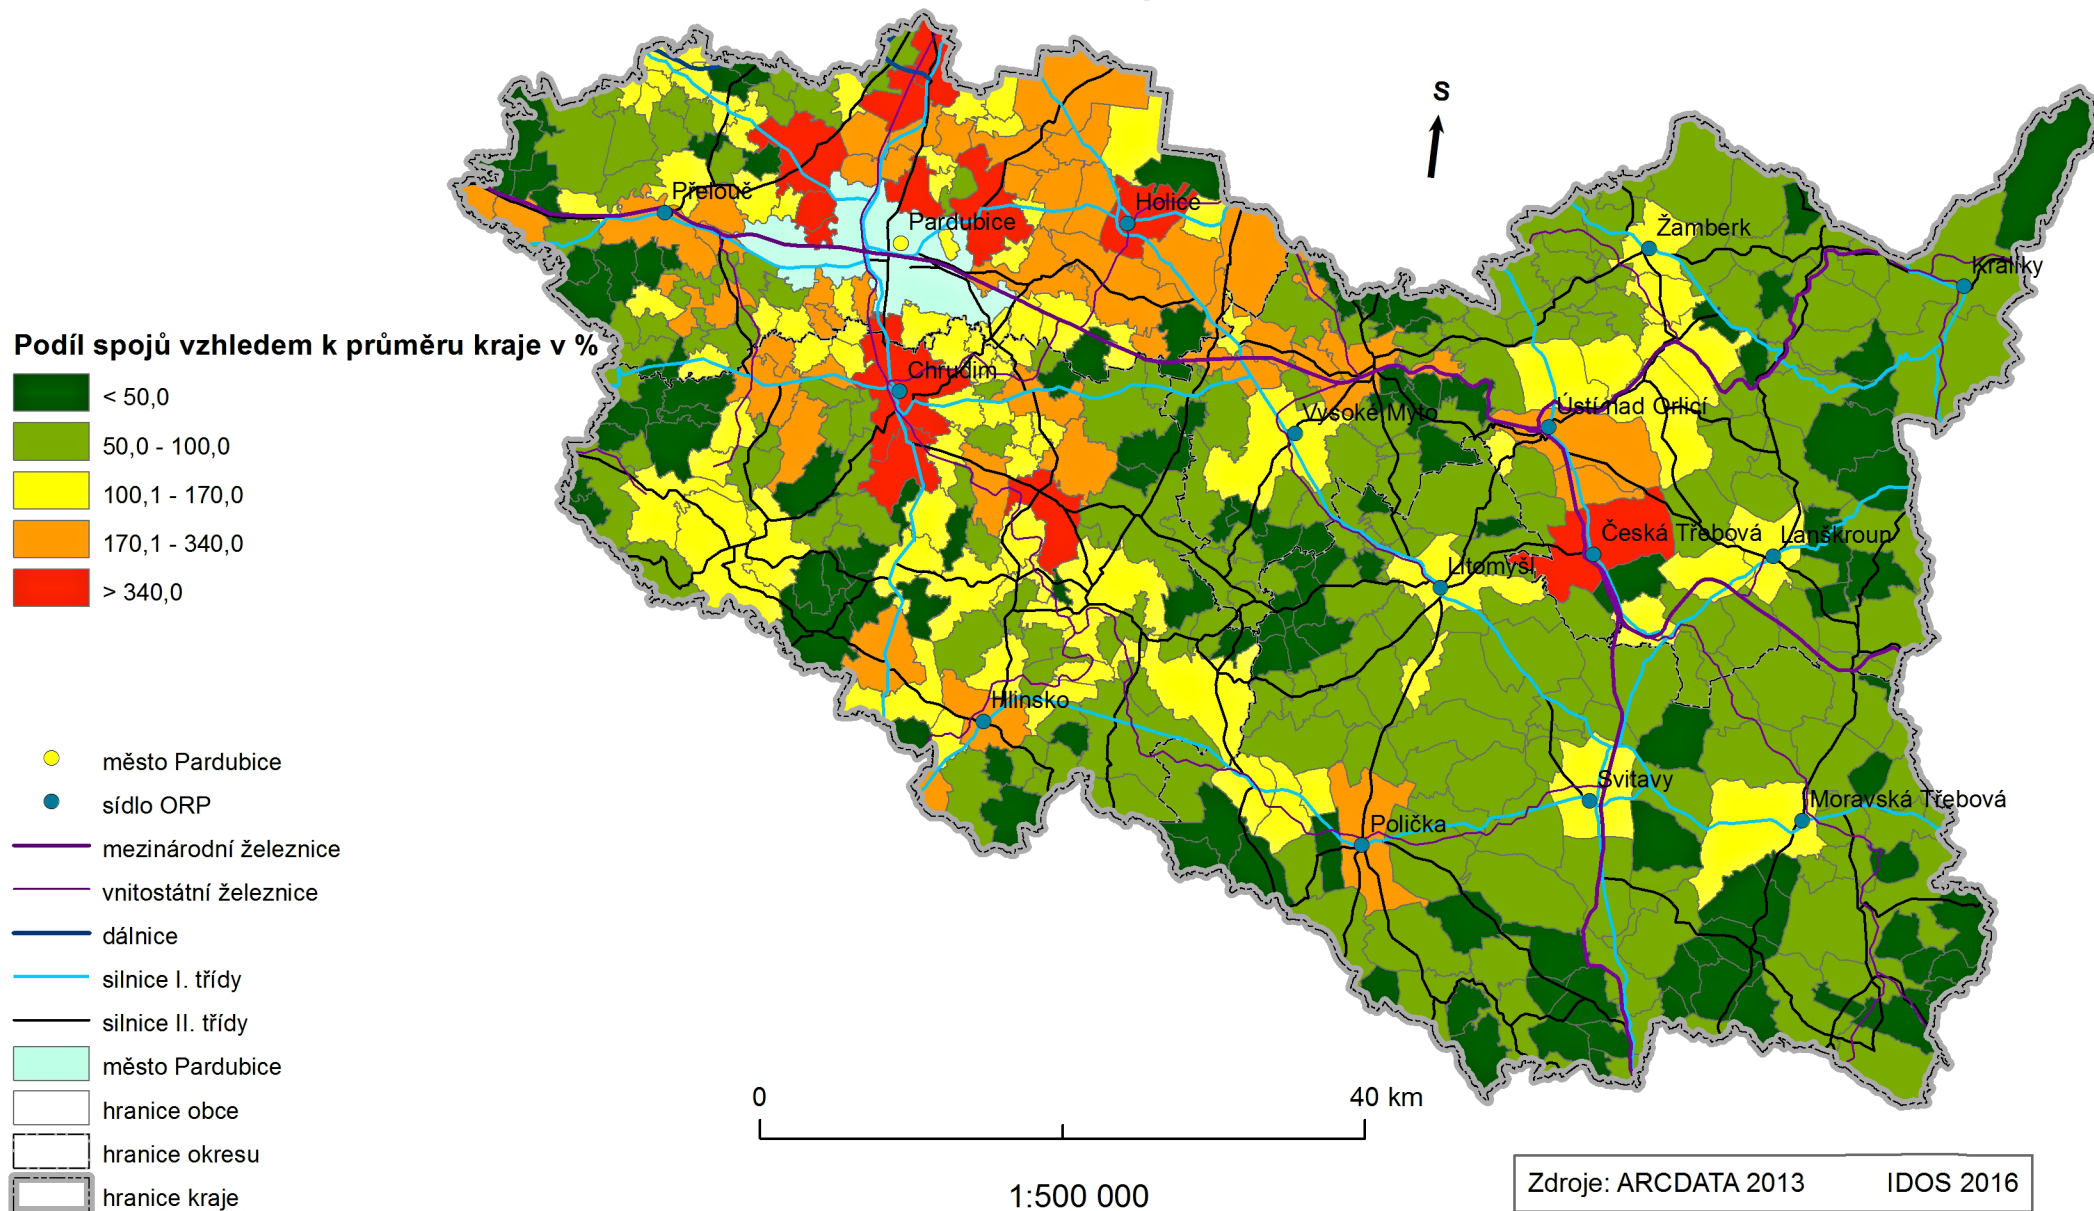 S
Přelouč
Pardubice
Holice
Žamberk
Králíky
Podíl spojů vzhledem k průměru kraje v %
< 50,0
50,0 - 100,0
100,1 - 170,0
170,1 - 340,0
> 340,0
Chrudim
Vysoké Mýto
Ústí nad Orlicí
Česká Třebová
Lanškroun
Litomyšl
Hlinsko
Svitavy
Moravská Třebová
Polička
město Pardubice
sídlo ORP
mezinárodní železnice
vnitostátní železnice
dálnice
silnice I. třídy
silnice II. třídy
město Pardubice
hranice obce
hranice okresu
hranice kraje
0
40 km
1:500 000
Zdroje: ARCDATA 2013 IDOS 2016